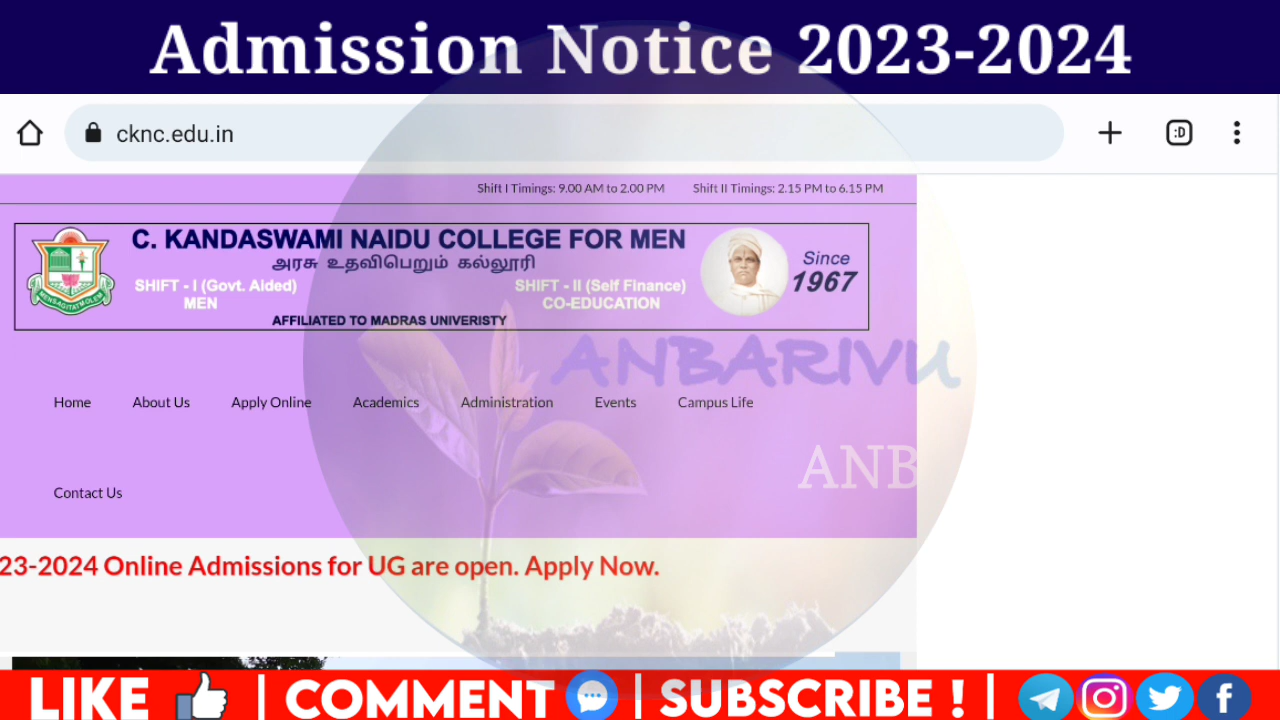 Admission Notice 2023-2024
cknc.edu.in
:D
Shift I Timings: 9.00 AM to 2.00 PM Shift II Timings: 2.15 PM to 6.15 PM
C. KANDASWAMI NAIDU COLLEGE FOR MEN
அரசு உதவிபெறும் கல்லூரி
SHIFT - I (Govt. Aided) SHIFT - II (Self Finance)
MEN CO-EDUCATION
AFFILIATED TO MADRAS UNIVERISTY
Since
1967
MENS AGITAT MOLEM
ANBARIVU
Home About Us Apply Online Academics Administration Events Campus Life
ANB
Contact Us
23-2024 Online Admissions for UG are open. Apply Now.
LIKE | COMMENT | SUBSCRIBE ! |